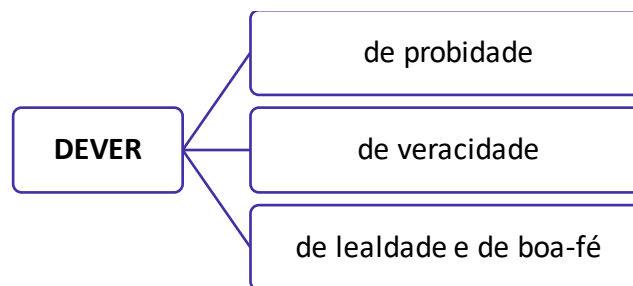 DEVER
de probidade
de veracidade
de lealdade e de boa-fé